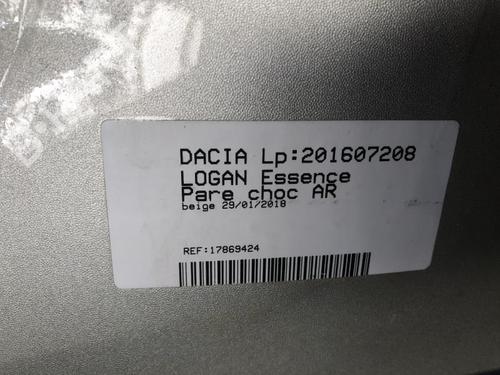 DACIA Lp:201607208
LOGAN Essence
Pare choc AR
beige 29/01/2018
REF:17869424